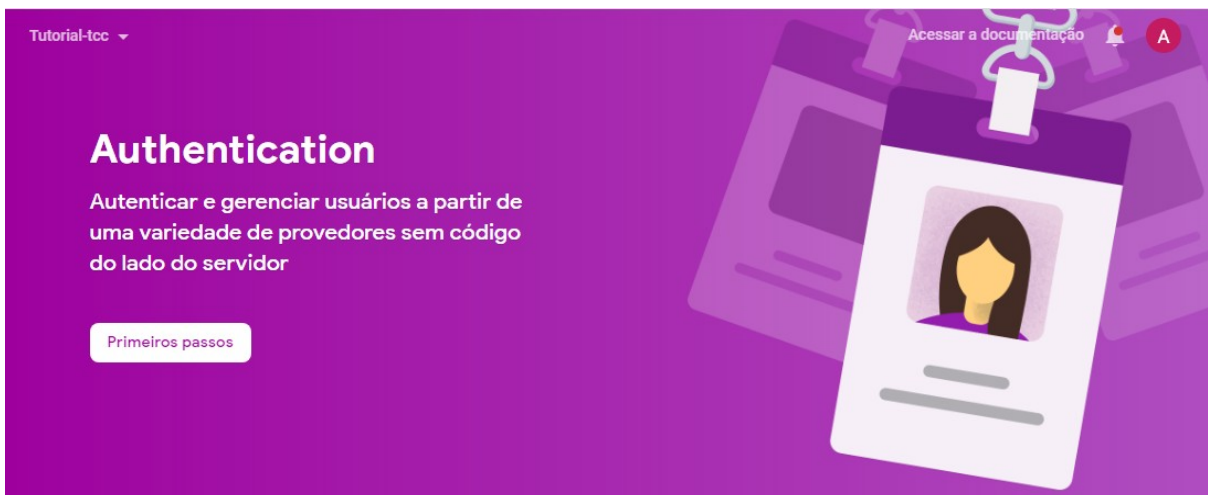 Tutorial-tcc
Acessar a documentação
A
Authentication
Autenticar e gerenciar usuários a partir de
uma variedade de provedores sem código
do lado do servidor
Primeiros passos